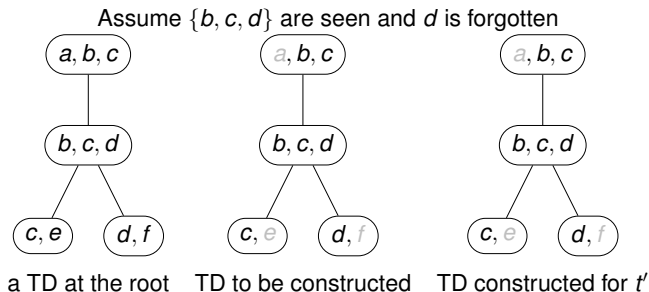 Assume {b, c, d} are seen and d is forgotten
a, b, c a, b, c a, b, c
b, c, d b, c, d b, c, d
c, e d, f c, e d, f c, e d, f
a TD at the root TD to be constructed TD constructed for t′